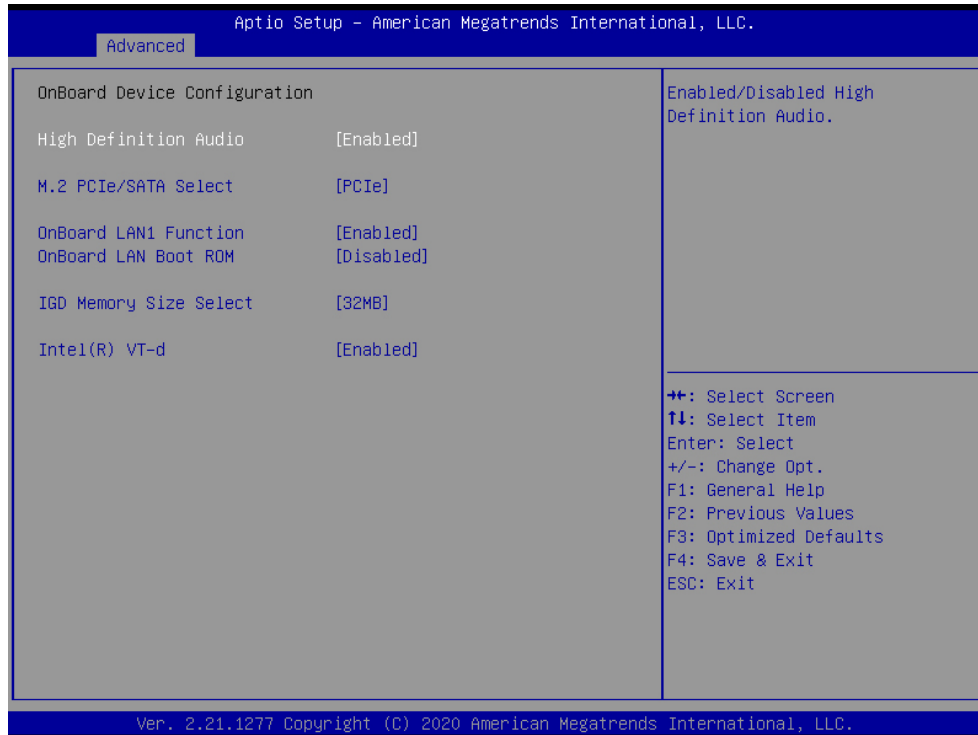 Aptio Setup – American Megatrends International, LLC.
Advanced
OnBoard Device Configuration
High Definition Audio [Enabled]
M.2 PCIe/SATA Select [PCIe]
OnBoard LAN1 Function [Enabled]
OnBoard LAN Boot ROM [Disabled]
IGD Memory Size Select [32MB]
Intel(R) VT-d [Enabled]
Enabled/Disabled High
Definition Audio.
→←: Select Screen
↑↓: Select Item
Enter: Select
+/-: Change Opt.
F1: General Help
F2: Previous Values
F3: Optimized Defaults
F4: Save & Exit
ESC: Exit
Ver. 2.21.1277 Copyright (C) 2020 American Megatrends International, LLC.